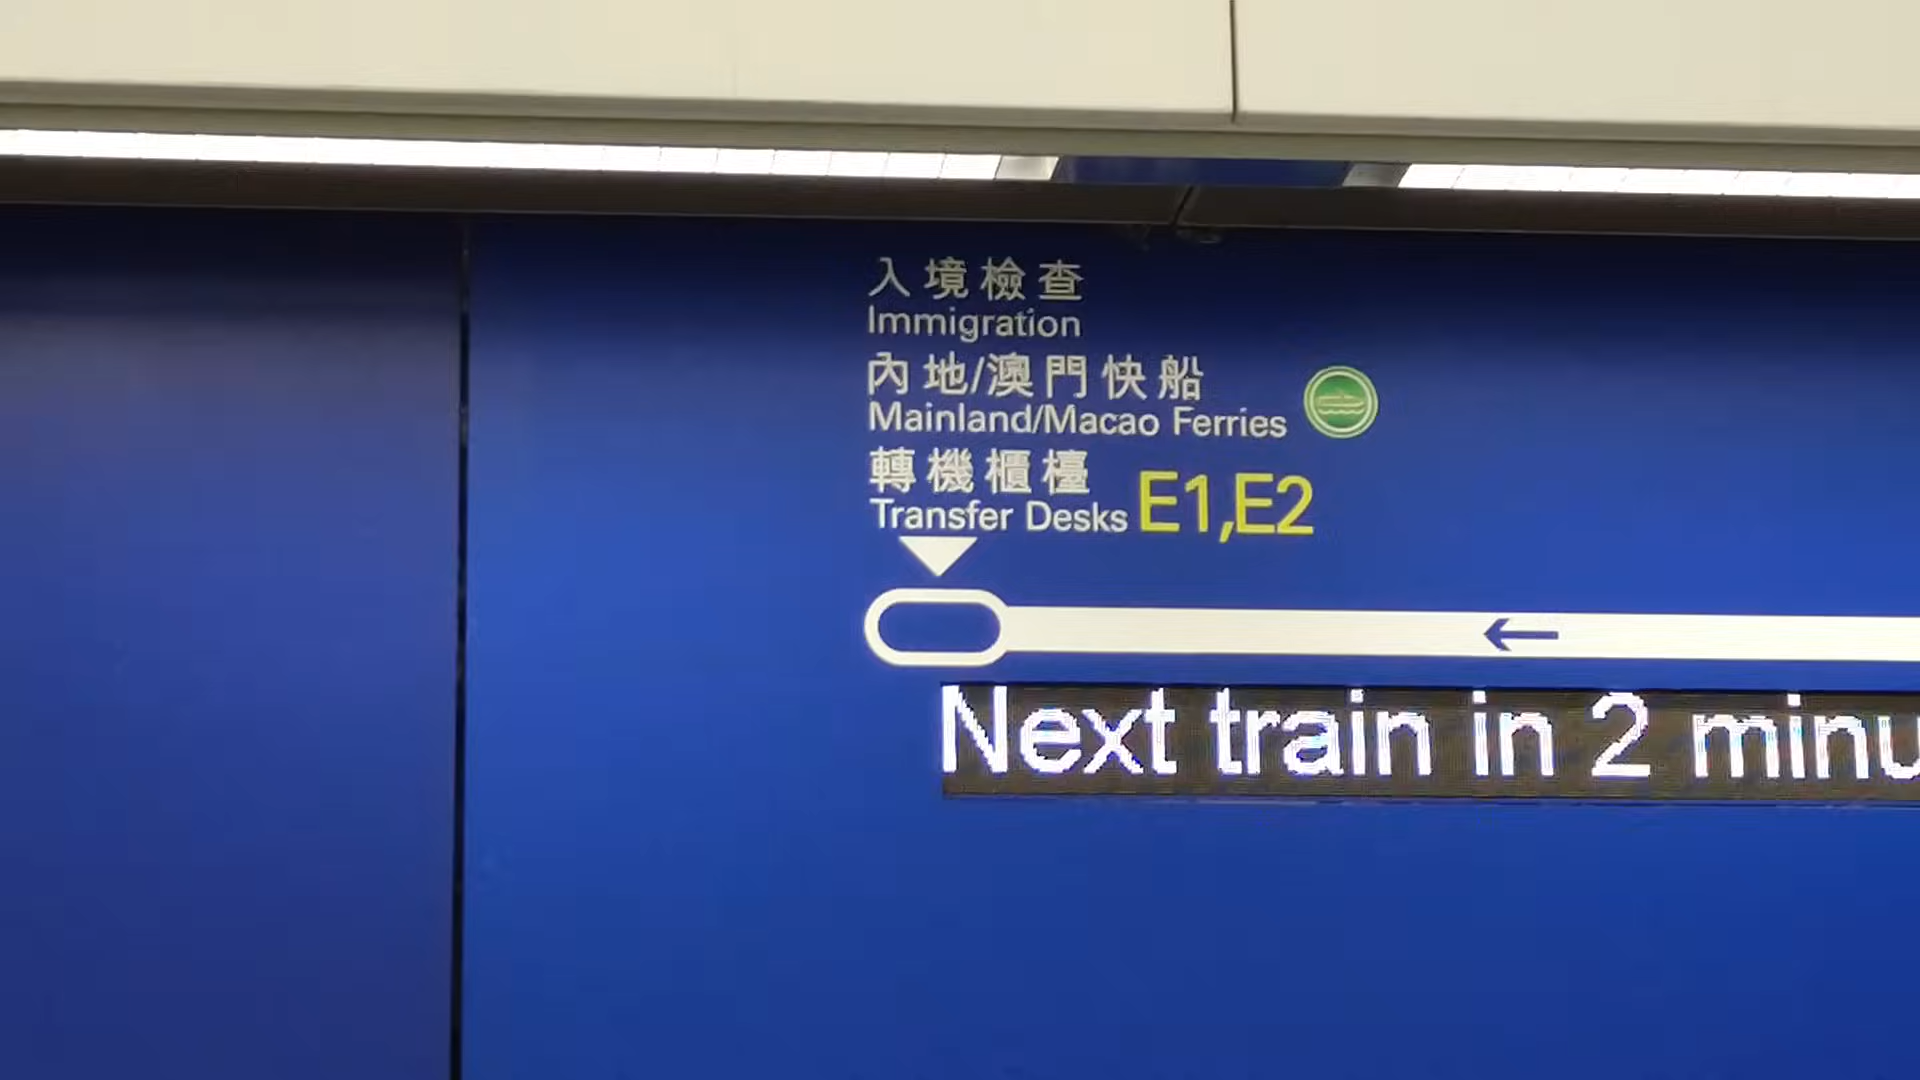 入境檢查
Immigration
內地/澳門快船
Mainland/Macao Ferries
轉機櫃檯
Transfer Desks E1,E2
←
Next train in 2 minu